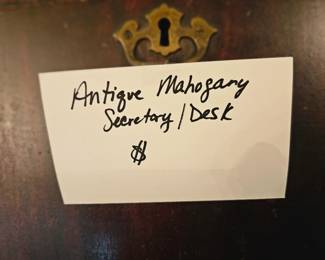 Antique Mahogany
Secretary/Desk
$